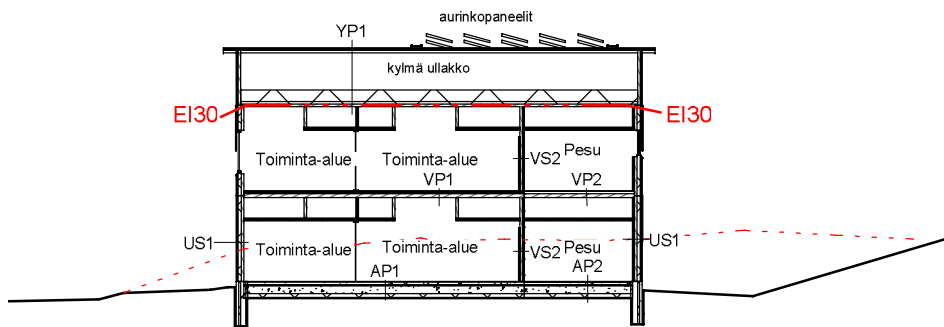 aurinkopaneelit
YP1
kylmä ullakko
EI30 EI30
Toiminta-alue Toiminta-alue VS2 Pesu
VP1 VP2
US1 Toiminta-alue Toiminta-alue VS2 Pesu US1
AP1 AP2